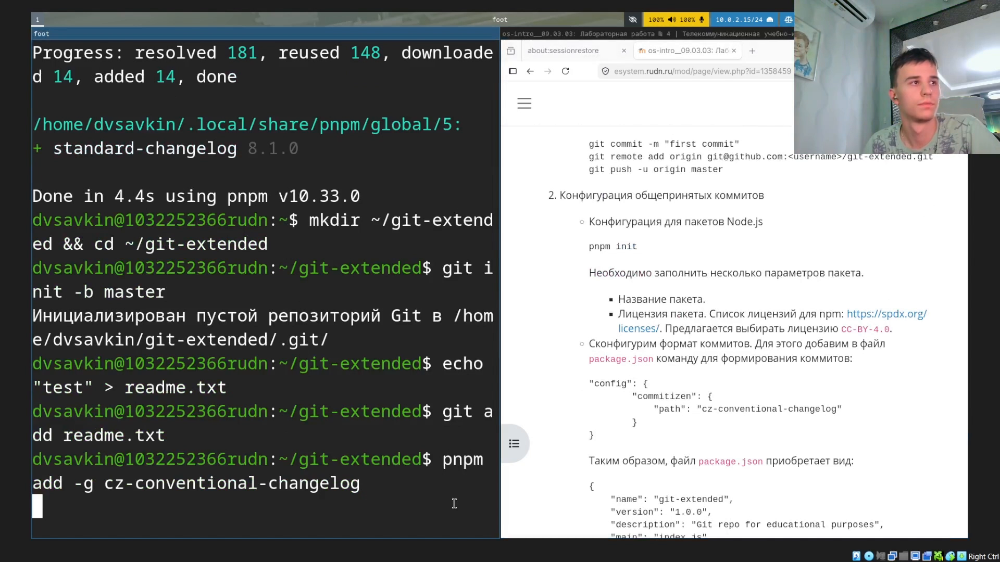 1
foot
100% 100%
10.0.2.15/24
foot
Progress: resolved 181, reused 148, downloade
d 14, added 14, done
/home/dvsavkin/.local/share/pnpm/global/5:
+ standard-changelog 8.1.0
Done in 4.4s using pnpm v10.33.0
dvsavkin@1032252366rudn:~$ mkdir ~/git-extend
ed && cd ~/git-extended
dvsavkin@1032252366rudn:~/git-extended$ git i
nit -b master
Инициализирован пустой репозиторий Git в /hom
e/dvsavkin/git-extended/.git/
dvsavkin@1032252366rudn:~/git-extended$ echo
"test" > readme.txt
dvsavkin@1032252366rudn:~/git-extended$ git a
dd readme.txt
dvsavkin@1032252366rudn:~/git-extended$ pnpm
add -g cz-conventional-changelog
os-intro__09.03.03: Лабораторная работа № 4 | Телекоммуникационная учебно-и
about:sessionrestore
os-intro__09.03.03: Лаб
esystem.rudn.ru/mod/page/view.php?id=1358459
git commit -m "first commit"
git remote add origin git@github.com:<username>/git-extended.git
git push -u origin master
2. Конфигурация общепринятых коммитов
Конфигурация для пакетов Node.js
pnpm init
Необходимо заполнить несколько параметров пакета.
Название пакета.
Лицензия пакета. Список лицензий для npm: https://spdx.org/
licenses/. Предлагается выбирать лицензию CC-BY-4.0.
Сконфигурим формат коммитов. Для этого добавим в файл
package.json команду для формирования коммитов:
"config": {
"commitizen": {
"path": "cz-conventional-changelog"
}
}
Таким образом, файл package.json приобретает вид:
{
"name": "git-extended",
"version": "1.0.0",
"description": "Git repo for educational purposes",
"main": "index.js"
Right Ctrl